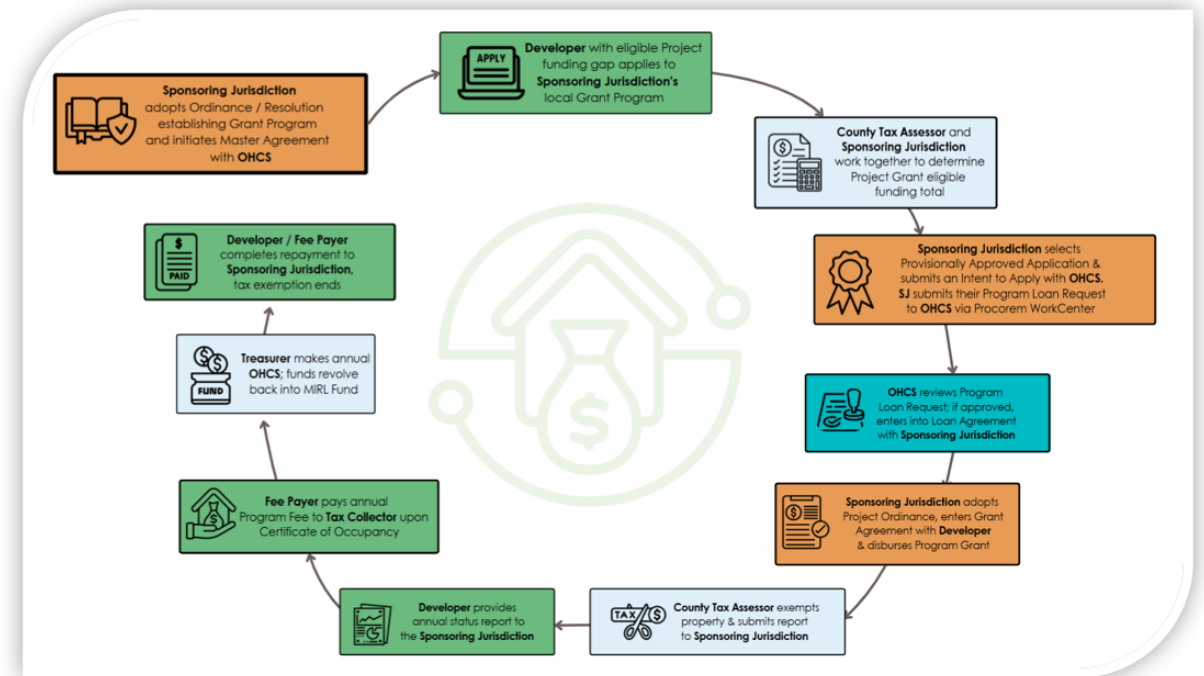 Sponsoring Jurisdiction
adopts Ordinance / Resolution
establishing Grant Program
and initiates Master Agreement
with OHCS
APPLY
Developer with eligible Project
funding gap applies to
Sponsoring Jurisdiction's
local Grant Program
$
County Tax Assessor and
Sponsoring Jurisdiction
work together to determine
Project Grant eligible
funding total
Sponsoring Jurisdiction selects
Provisionally Approved Application &
submits an Intent to Apply with OHCS.
SJ submits their Program Loan Request
to OHCS via Procorem WorkCenter
OHCS reviews Program
Loan Request; if approved,
enters into Loan Agreement
with Sponsoring Jurisdiction
$
Sponsoring Jurisdiction adopts
Project Ordinance, enters Grant
Agreement with Developer
& disburses Program Grant
TAX $
County Tax Assessor exempts
property & submits report
to Sponsoring Jurisdiction
Developer provides
annual status report to
the Sponsoring Jurisdiction
$
Fee Payer pays annual
Program Fee to Tax Collector upon
Certificate of Occupancy
$ $
FUND
Treasurer makes annual
OHCS; funds revolve
back into MIRL Fund
$
PAID
Developer / Fee Payer
completes repayment to
Sponsoring Jurisdiction,
tax exemption ends
$